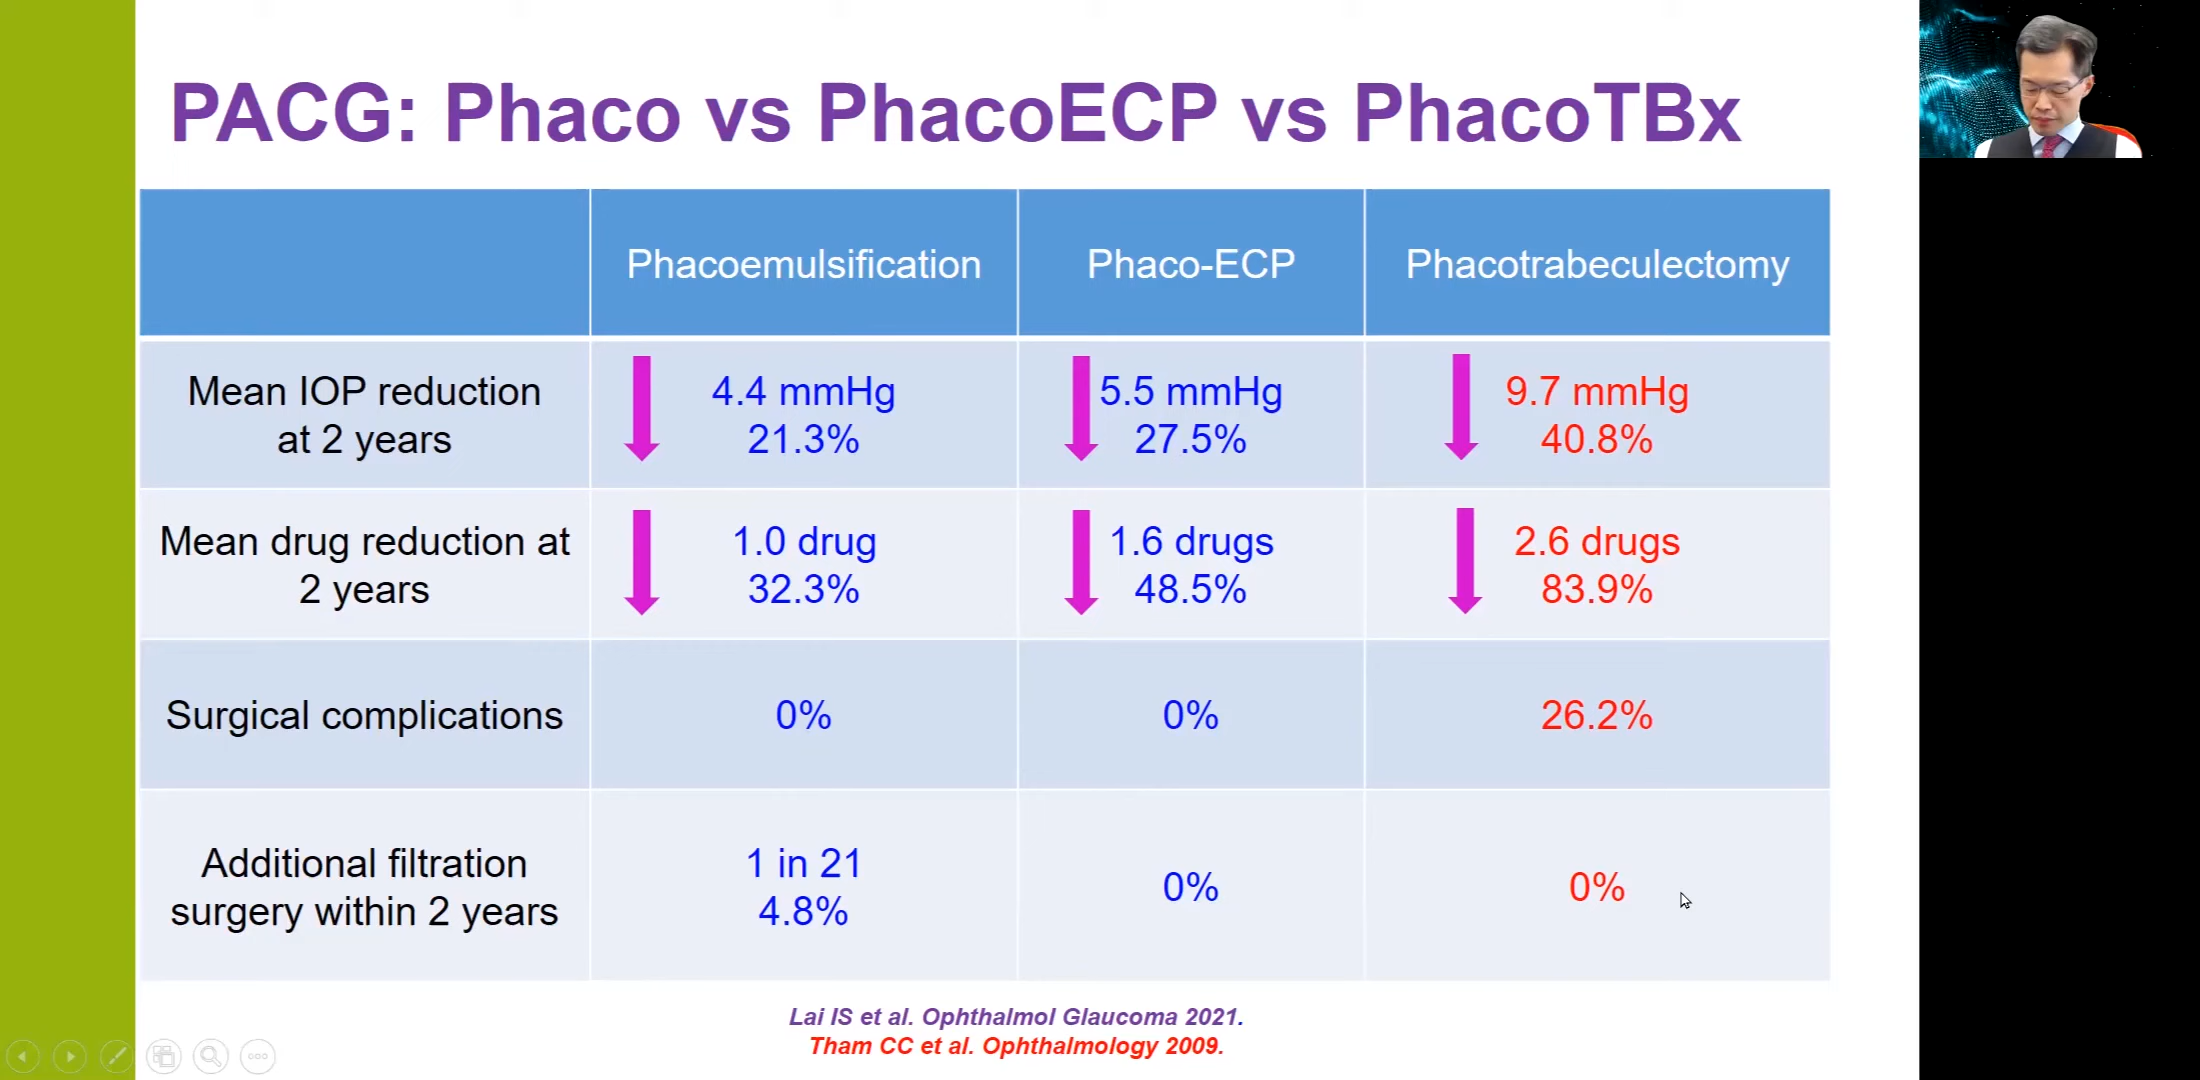 PACG: Phaco vs PhacoECP vs PhacoTBx
Phacoemulsification
Phaco-ECP
Phacotrabeculectomy
Mean IOP reduction
at 2 years
4.4 mmHg
21.3%
5.5 mmHg
27.5%
9.7 mmHg
40.8%
Mean drug reduction at
2 years
1.0 drug
32.3%
1.6 drugs
48.5%
2.6 drugs
83.9%
Surgical complications
0%
0%
26.2%
Additional filtration
surgery within 2 years
1 in 21
4.8%
0%
0%
Lai IS et al. Ophthalmol Glaucoma 2021.
Tham CC et al. Ophthalmology 2009.